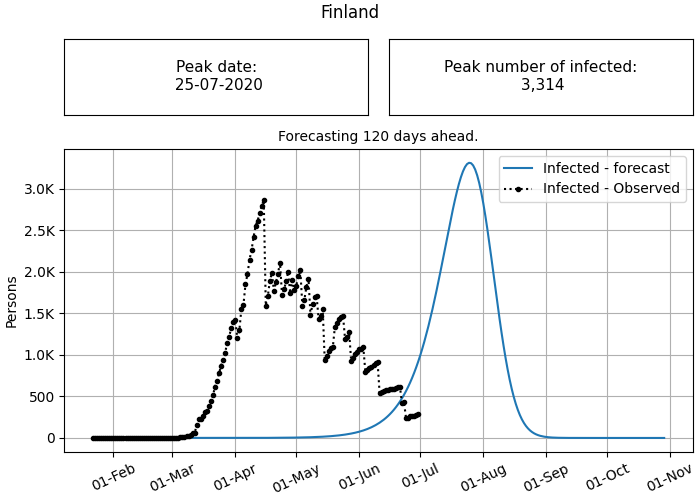 Finland
Peak date:
25-07-2020
Peak number of infected:
3,314
Forecasting 120 days ahead.
Infected - forecast
Infected - Observed
Persons
3.0K
2.5K
2.0K
1.5K
1.0K
500
0
01-Feb
01-Mar
01-Apr
01-May
01-Jun
01-Jul
01-Aug
01-Sep
01-Oct
01-Nov